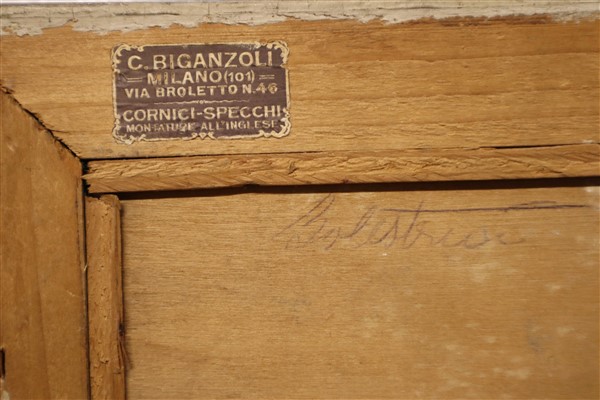 C. BIGANZOLI
MILANO (101)
VIA BROLETTO N. 46
CORNICI-SPECCHI
MONTATURE ALL'INGLESE